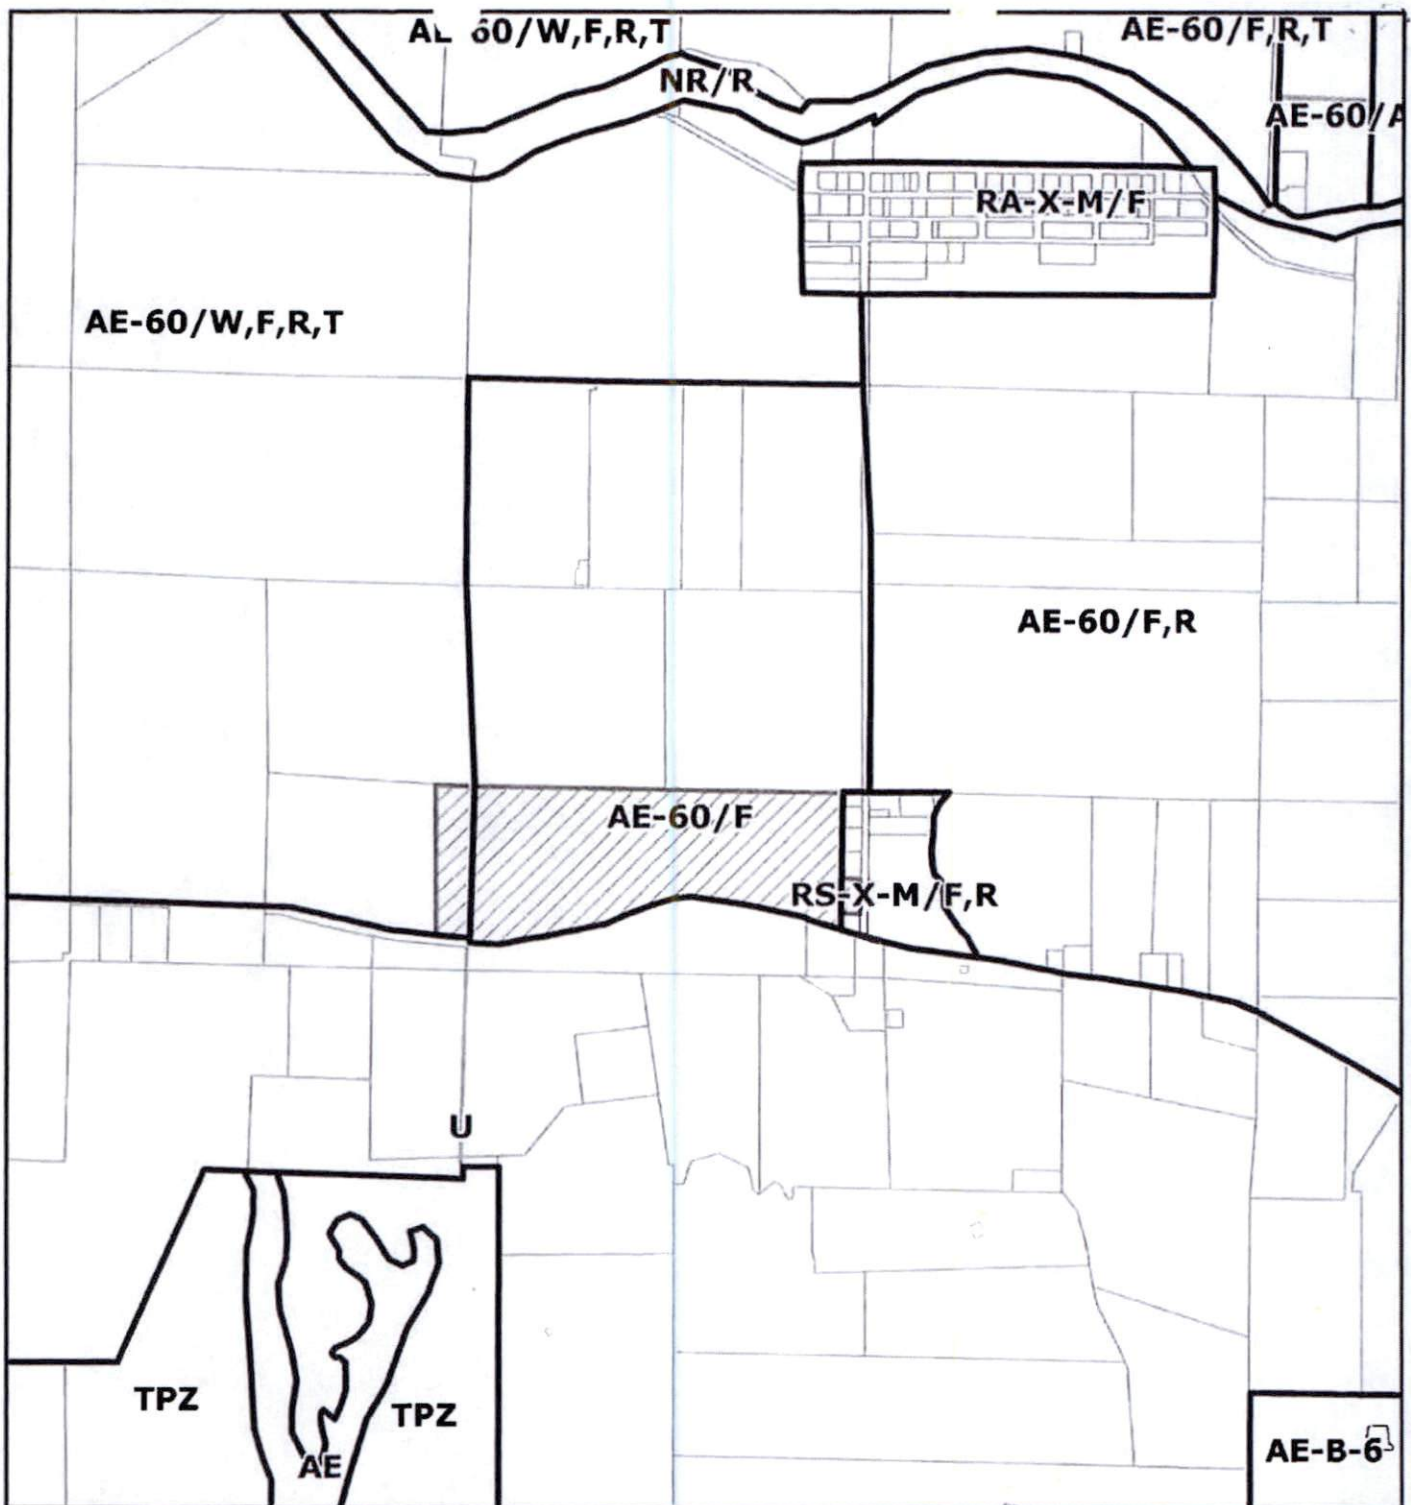 AE-60/W,F,R,T
AE-60/F,R,T
NR/R
AE-60/A
RA-X-M/F
AE-60/W,F,R,T
AE-60/F,R
AE-60/F
RS-X-M/F,R
U
TPZ
TPZ
AE-B-6
AE